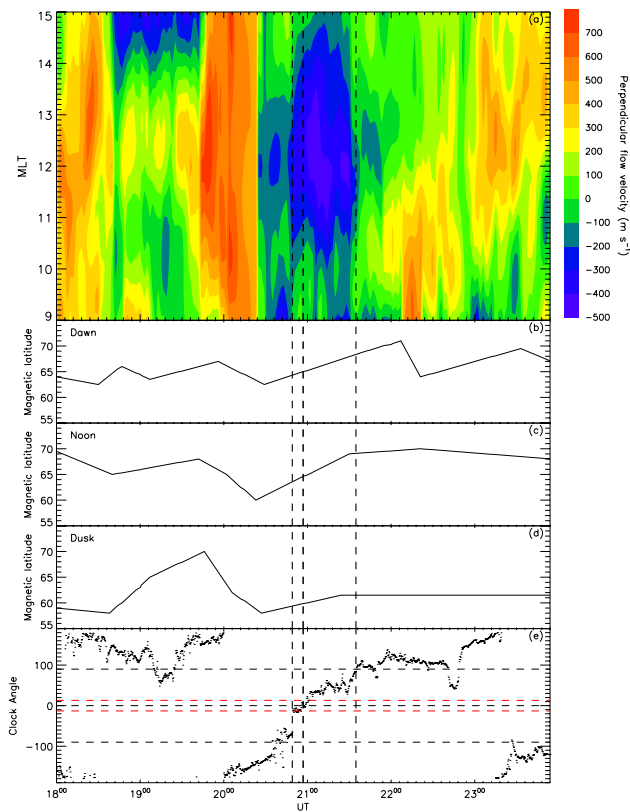 (a)
15
14
13
12
11
10
9
MLT
700
600
500
400
300
200
100
0
−100
−200
−300
−400
−500
Perpendicular flow velocity (m s⁻¹)
Dawn
(b)
70
65
60
55
Magnetic latitude
Noon
(c)
70
65
60
55
Magnetic latitude
Dusk
(d)
70
65
60
55
Magnetic latitude
(e)
100
0
−100
Clock Angle
18⁰⁰ 19⁰⁰ 20⁰⁰ 21⁰⁰ 22⁰⁰ 23⁰⁰
UT